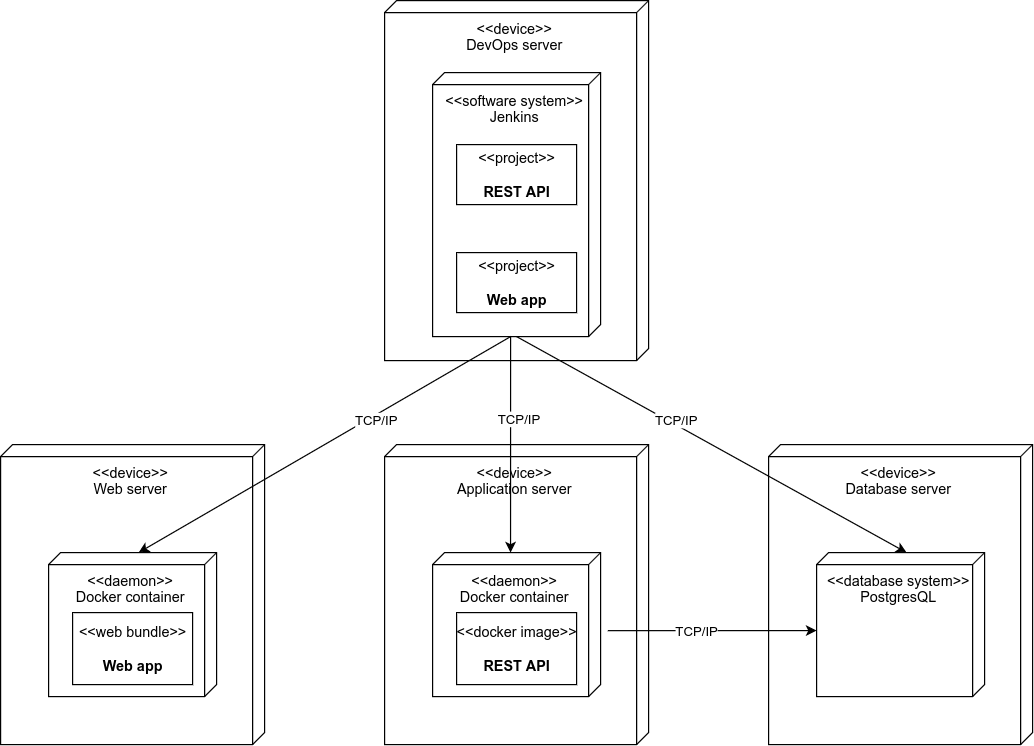 <<device>>
DevOps server
<<software system>>
Jenkins
<<project>>
REST API
<<project>>
Web app
TCP/IP
TCP/IP
TCP/IP
<<device>>
Web server
<<daemon>>
Docker container
<<web bundle>>
Web app
<<device>>
Application server
<<daemon>>
Docker container
<<docker image>>
REST API
TCP/IP
<<device>>
Database server
<<database system>>
PostgresQL